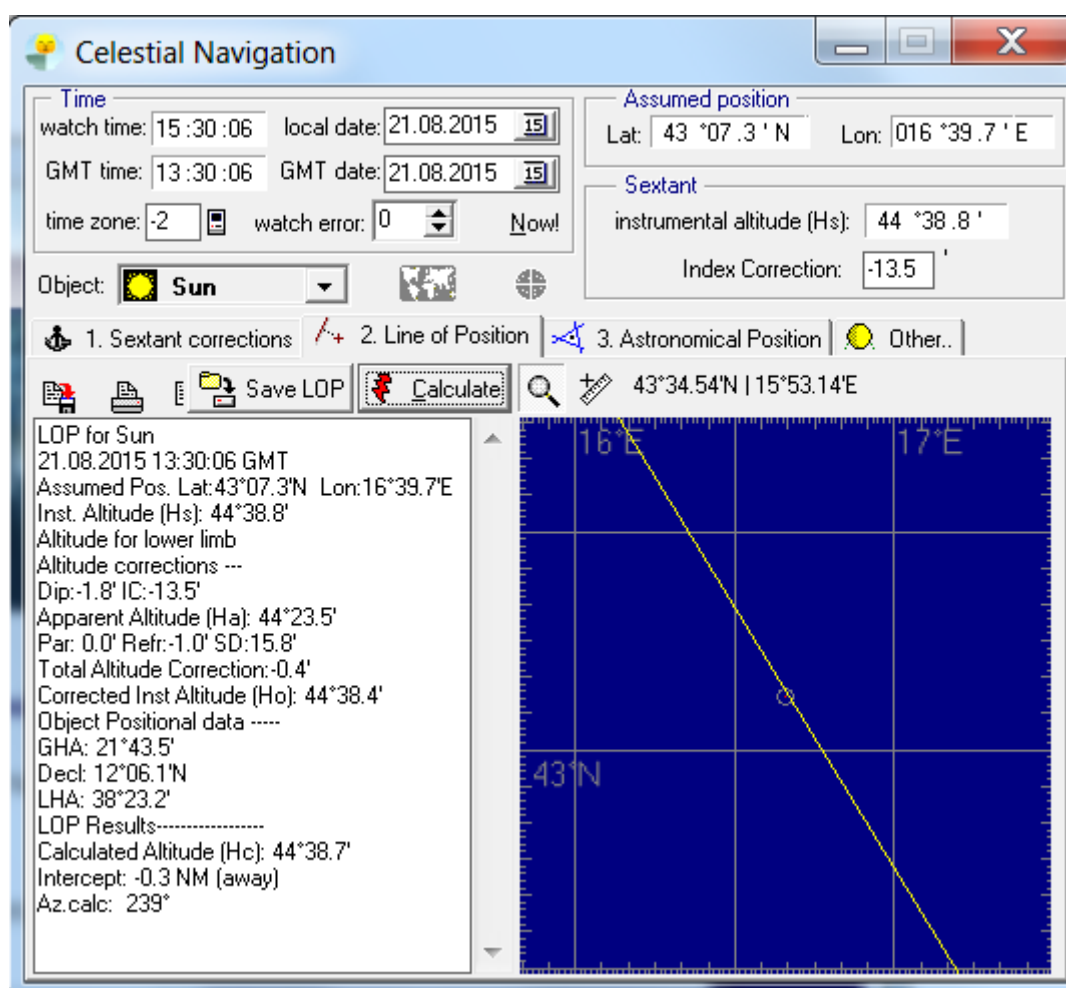 Celestial Navigation
Time
watch time: 15:30:06 local date: 21.08.2015 15
GMT time: 13:30:06 GMT date: 21.08.2015 15
time zone: -2 watch error: 0 Now!
Assumed position
Lat: 43 °07.3 ' N Lon: 016 °39.7 ' E
Sextant
instrumental altitude (Hs): 44 °38.8 '
Index Correction: -13.5 '
Object: Sun
1. Sextant corrections 2. Line of Position 3. Astronomical Position Other..
Save LOP Calculate 43°34.54'N | 15°53.14'E
LOP for Sun
21.08.2015 13:30:06 GMT
Assumed Pos. Lat:43°07.3'N Lon:16°39.7'E
Inst. Altitude (Hs): 44°38.8'
Altitude for lower limb
Altitude corrections ---
Dip:-1.8' IC:-13.5'
Apparent Altitude (Ha): 44°23.5'
Par: 0.0' Refr:-1.0' SD:15.8'
Total Altitude Correction:-0.4'
Corrected Inst Altitude (Ho): 44°38.4'
Object Positional data -----
GHA: 21°43.5'
Decl: 12°06.1'N
LHA: 38°23.2'
LOP Results-----------------
Calculated Altitude (Hc): 44°38.7'
Intercept: -0.3 NM (away)
Az.calc: 239°
16°E 17°E
43°N